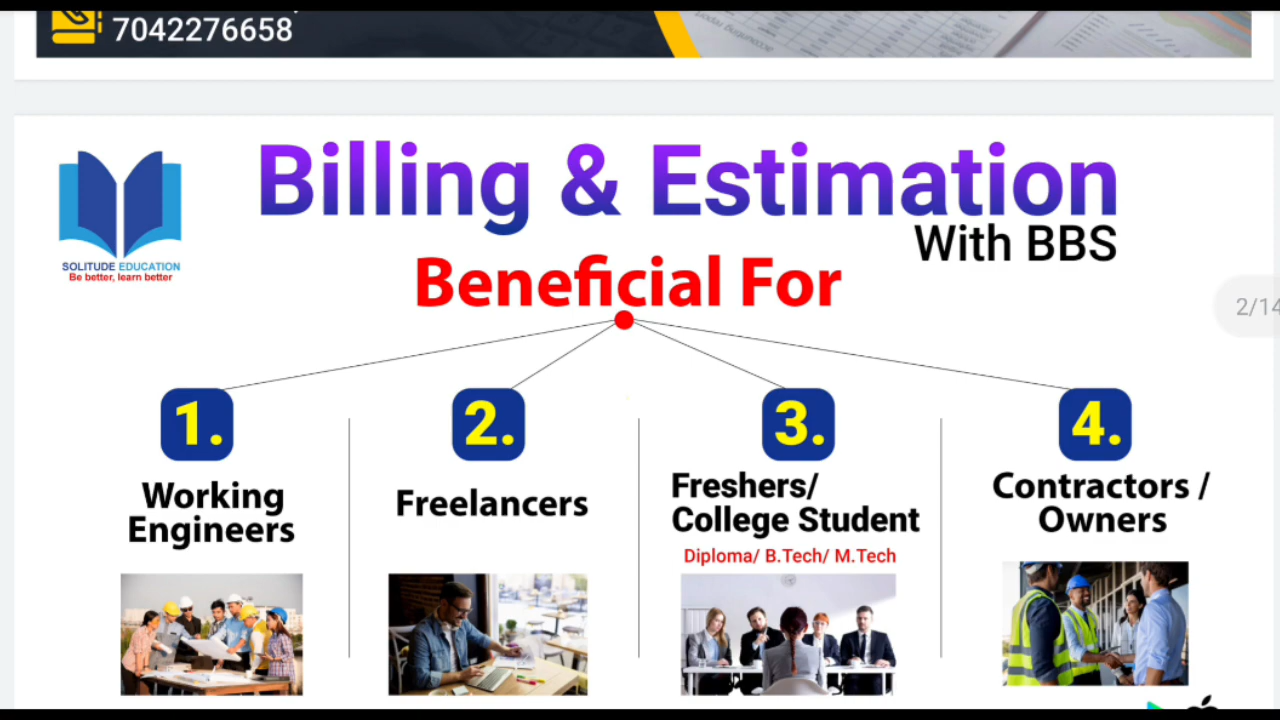 7042276658
Billing & Estimation
With BBS
SOLITUDE EDUCATION
Be better, learn better
Beneficial For
2/14
1.
2.
3.
4.
Working
Engineers
Freelancers
Freshers/
College Student
Diploma/ B.Tech/ M.Tech
Contractors /
Owners